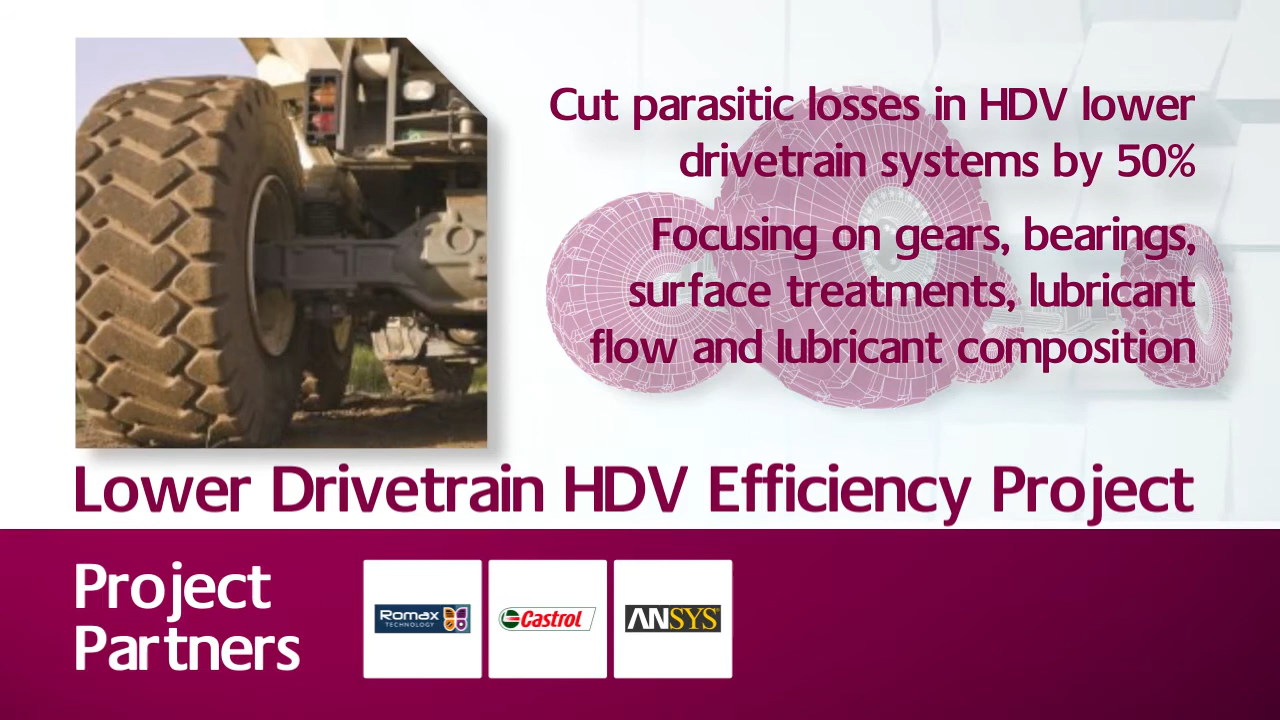 Cut parasitic losses in HDV lower
drivetrain systems by 50%
Focusing on gears, bearings,
surface treatments, lubricant
flow and lubricant composition
Lower Drivetrain HDV Efficiency Project
Project
Partners
Romax
TECHNOLOGY
Castrol
ANSYS